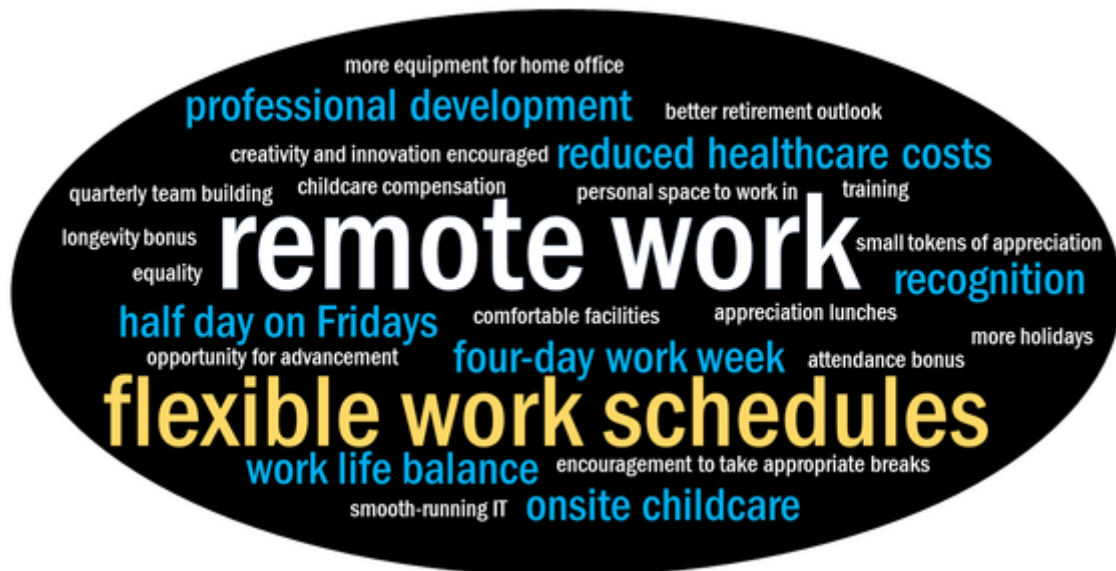 more equipment for home office
professional development
better retirement outlook
creativity and innovation encouraged
reduced healthcare costs
quarterly team building
childcare compensation
personal space to work in
training
longevity bonus
remote work
small tokens of appreciation
equality
recognition
half day on Fridays
comfortable facilities
appreciation lunches
more holidays
opportunity for advancement
four-day work week
attendance bonus
flexible work schedules
work life balance
encouragement to take appropriate breaks
smooth-running IT
onsite childcare